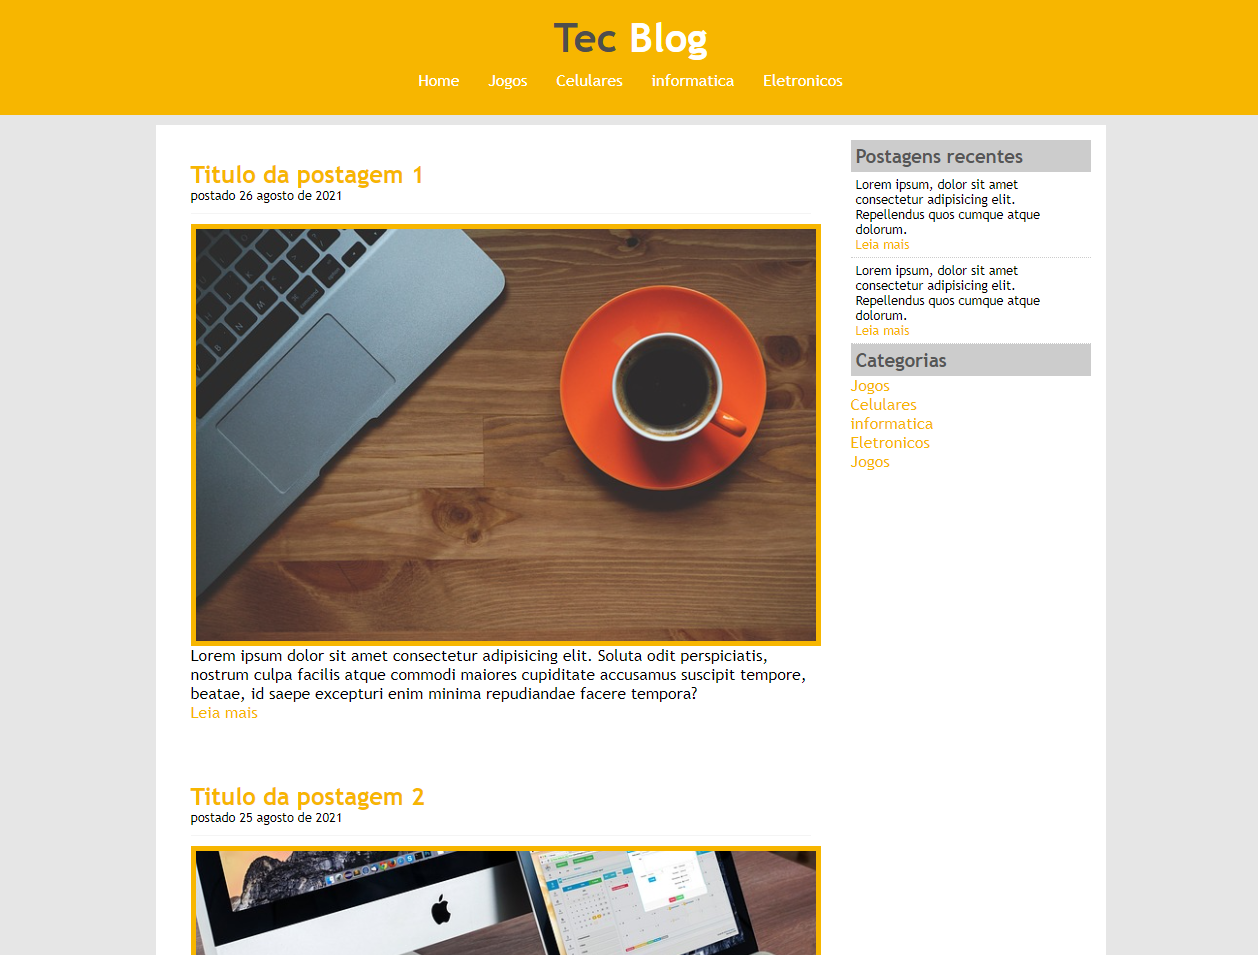 Tec Blog
Home Jogos Celulares informatica Eletronicos
Titulo da postagem 1
postado 26 agosto de 2021
Lorem ipsum dolor sit amet consectetur adipisicing elit. Soluta odit perspiciatis,
nostrum culpa facilis atque commodi maiores cupiditate accusamus suscipit tempore,
beatae, id saepe excepturi enim minima repudiandae facere tempora?
Leia mais
Titulo da postagem 2
postado 25 agosto de 2021
Postagens recentes
Lorem ipsum, dolor sit amet
consectetur adipisicing elit.
Repellendus quos cumque atque
dolorum.
Leia mais
Lorem ipsum, dolor sit amet
consectetur adipisicing elit.
Repellendus quos cumque atque
dolorum.
Leia mais
Categorias
Jogos
Celulares
informatica
Eletronicos
Jogos